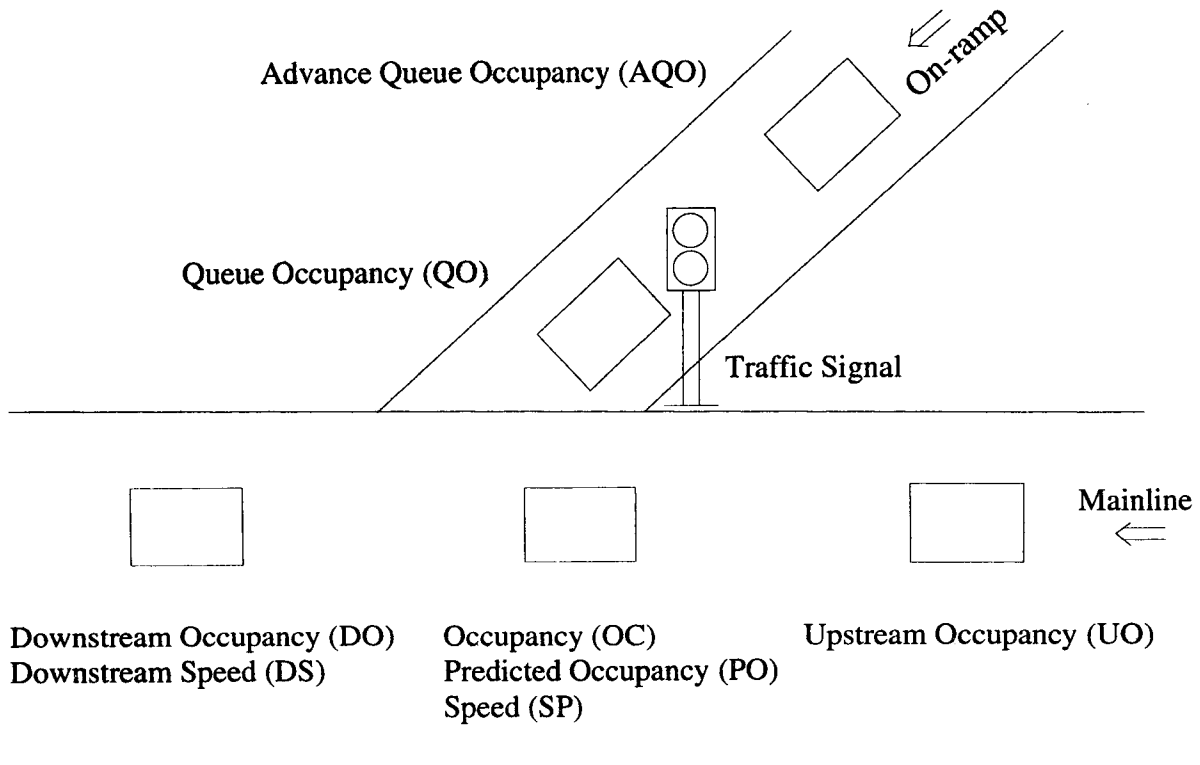 Advance Queue Occupancy (AQO)
On-ramp
Queue Occupancy (QO)
Traffic Signal
Mainline
Downstream Occupancy (DO)
Downstream Speed (DS)
Occupancy (OC)
Predicted Occupancy (PO)
Speed (SP)
Upstream Occupancy (UO)